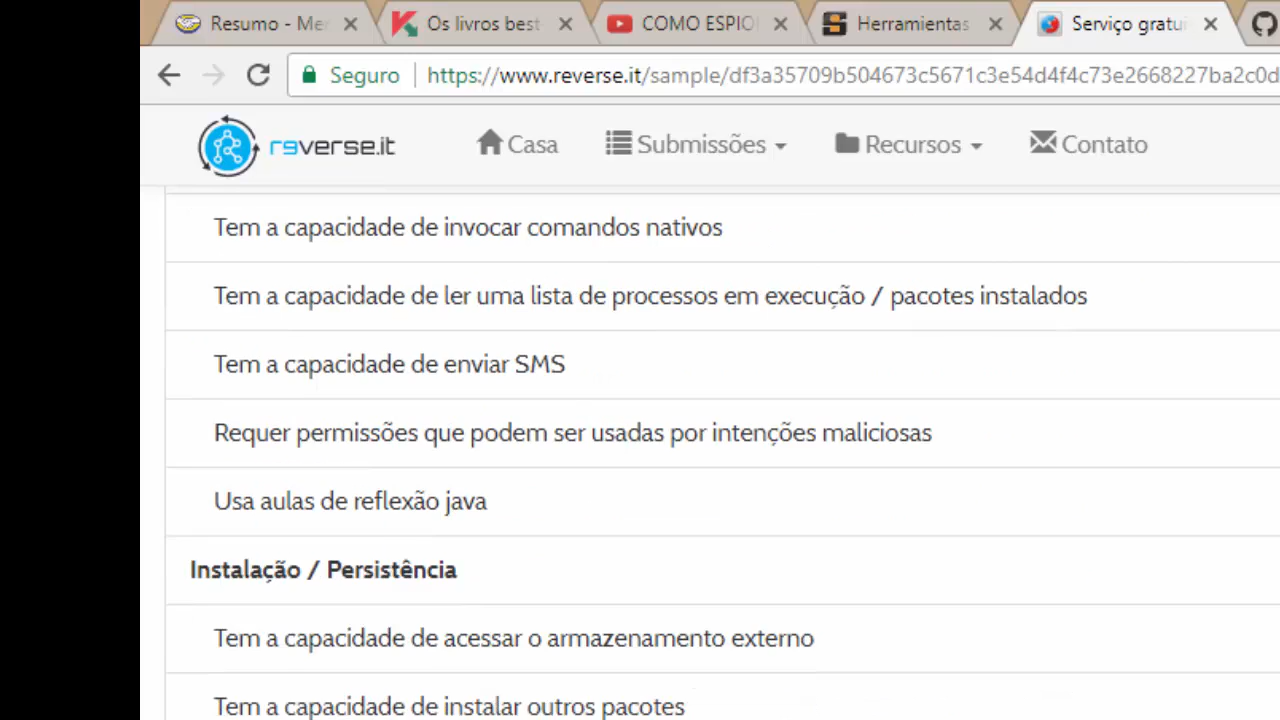 Resumo - Me
Os livros best
COMO ESPIO
Herramientas
Serviço gratui
Seguro
https://www.reverse.it/sample/df3a35709b504673c5671c3e54d4f4c73e2668227ba2c0d
reverse.it
Casa
Submissões
Recursos
Contato
Tem a capacidade de invocar comandos nativos
Tem a capacidade de ler uma lista de processos em execução / pacotes instalados
Tem a capacidade de enviar SMS
Requer permissões que podem ser usadas por intenções maliciosas
Usa aulas de reflexão java
Instalação / Persistência
Tem a capacidade de acessar o armazenamento externo
Tem a capacidade de instalar outros pacotes